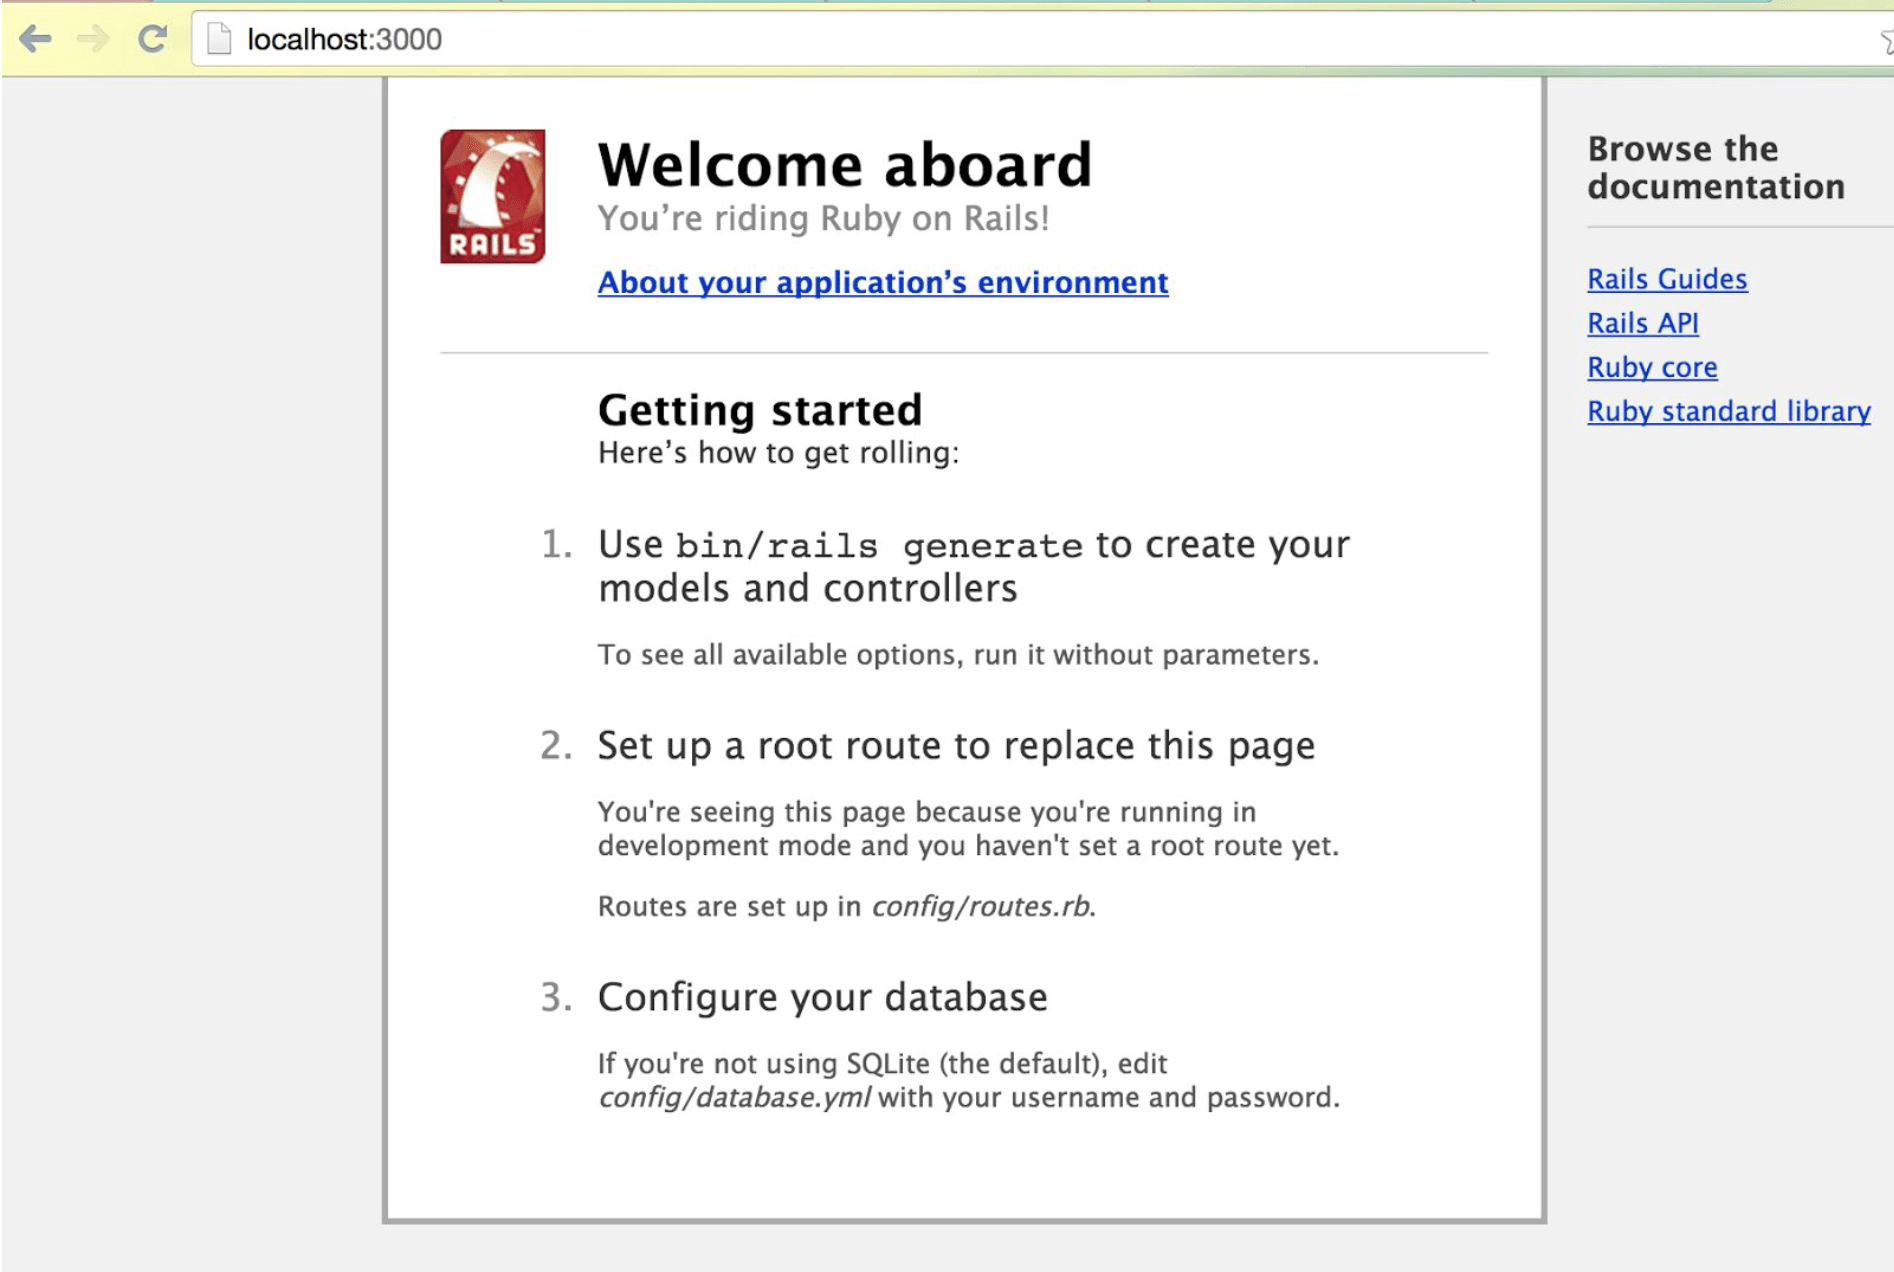 localhost:3000
RAILS™
Welcome aboard
You’re riding Ruby on Rails!
About your application’s environment
Getting started
Here’s how to get rolling:
1. Use bin/rails generate to create your
models and controllers
To see all available options, run it without parameters.
2. Set up a root route to replace this page
You're seeing this page because you're running in
development mode and you haven't set a root route yet.
Routes are set up in config/routes.rb.
3. Configure your database
If you're not using SQLite (the default), edit
config/database.yml with your username and password.
Browse the
documentation
Rails Guides
Rails API
Ruby core
Ruby standard library